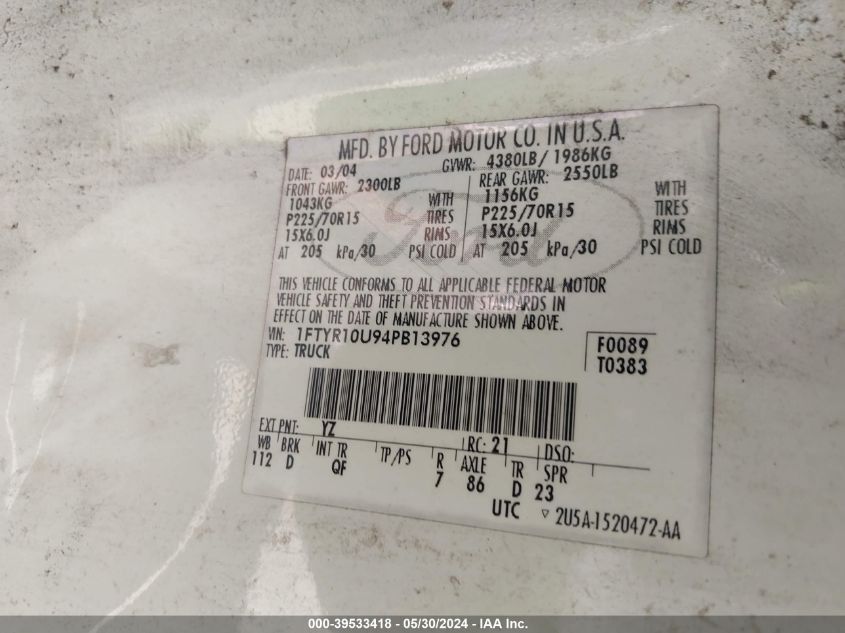 MFD. BY FORD MOTOR CO. IN U.S.A.
DATE: 03/04 GVWR: 4380LB/ 1986KG
FRONT GAWR: 2300LB REAR GAWR: 2550LB
1043KG WITH 1156KG WITH
P225/70R15 TIRES P225/70R15 TIRES
15X6.0J RIMS 15X6.0J RIMS
AT 205 kPa/30 PSI COLD AT 205 kPa/30 PSI COLD
Ford
THIS VEHICLE CONFORMS TO ALL APPLICABLE FEDERAL MOTOR
VEHICLE SAFETY AND THEFT PREVENTION STANDARDS IN
EFFECT ON THE DATE OF MANUFACTURE SHOWN ABOVE.
VIN: 1FTYR10U94PB13976 F0089
TYPE: TRUCK T0383
EXT PNT: YZ RC: 21 DSO:
WB BRK INT TR TP/PS R AXLE TR SPR
112 D QF 7 86 D 23
UTC ▽ 2U5A-1520472-AA
000-39533418 - 05/30/2024 - IAA Inc.